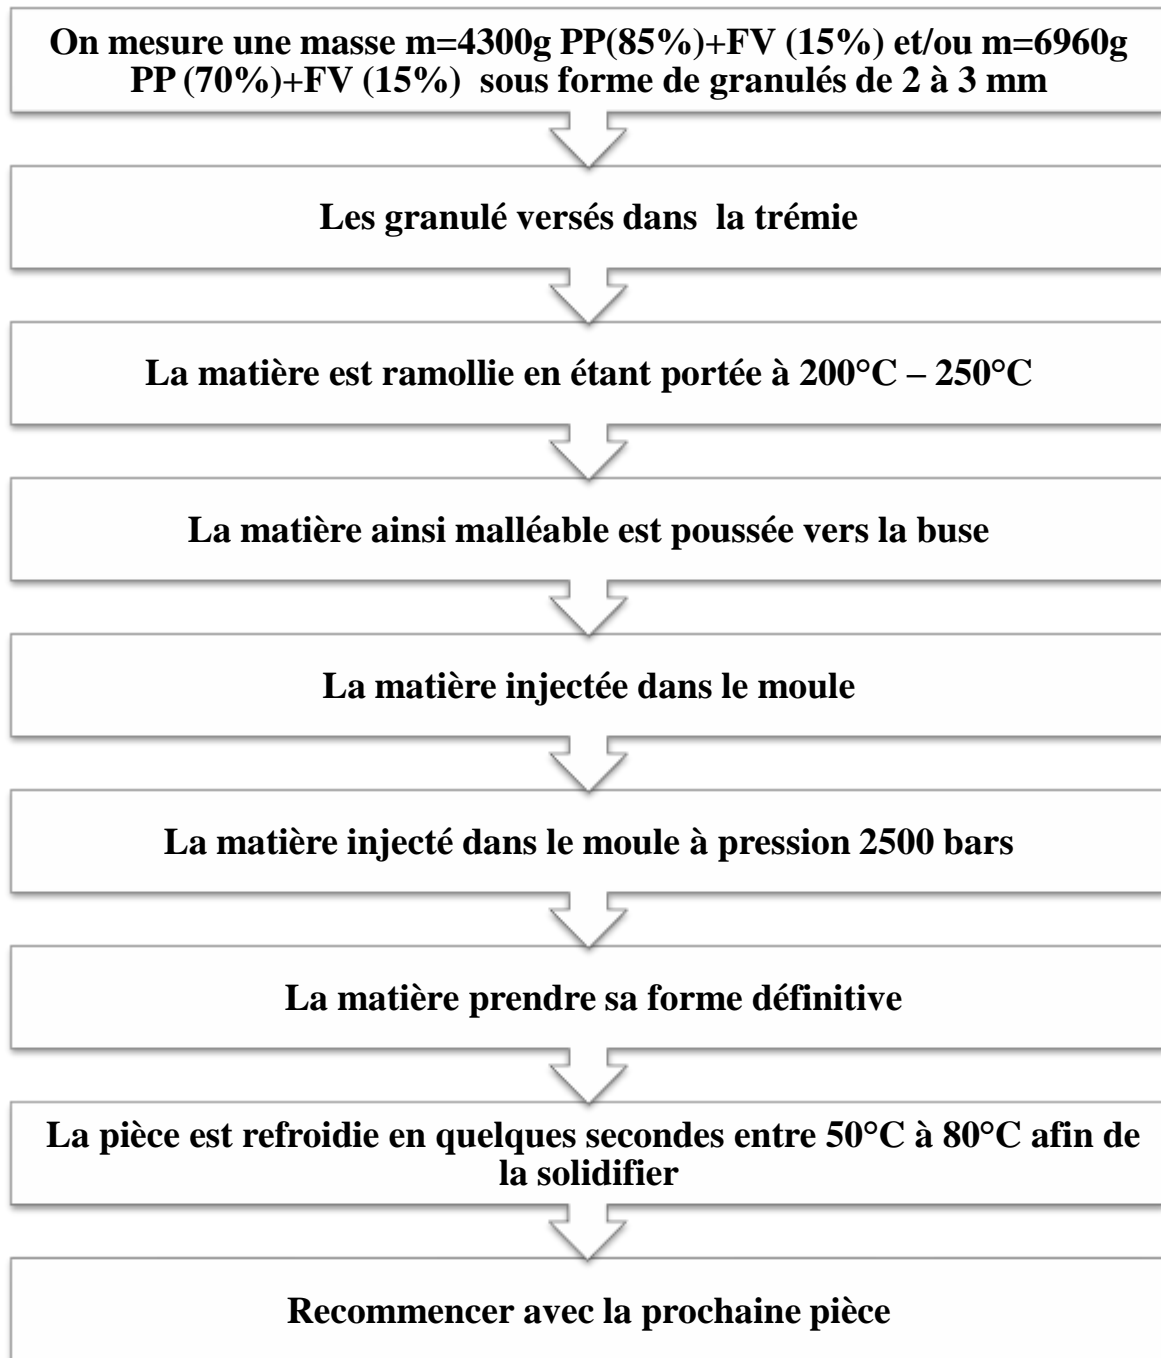 On mesure une masse m=4300g PP(85%)+FV (15%) et/ou m=6960g
PP (70%)+FV (15%) sous forme de granulés de 2 à 3 mm
Les granulé versés dans la trémie
La matière est ramollie en étant portée à 200°C – 250°C
La matière ainsi malléable est poussée vers la buse
La matière injectée dans le moule
La matière injecté dans le moule à pression 2500 bars
La matière prendre sa forme définitive
La pièce est refroidie en quelques secondes entre 50°C à 80°C afin de
la solidifier
Recommencer avec la prochaine pièce